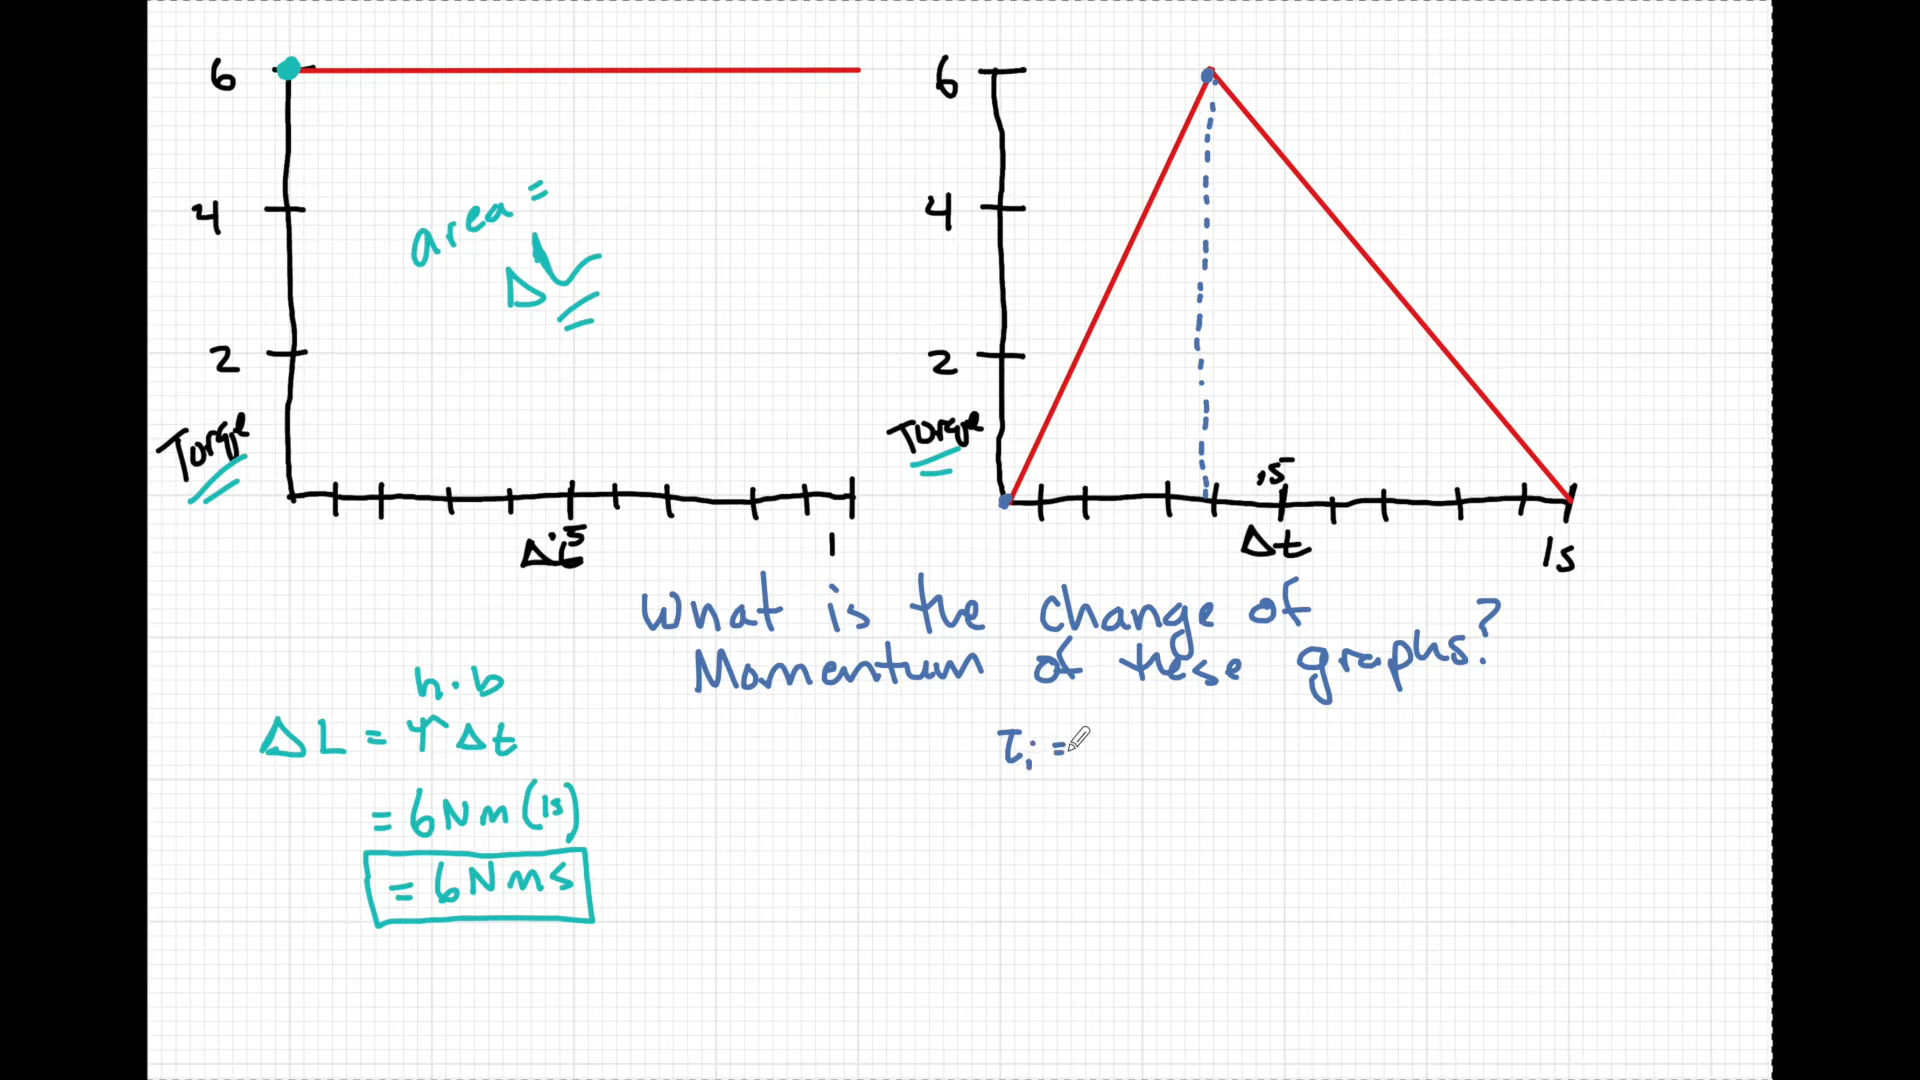 6
4
2
Torque
area =
ΔL
.5
Δt
1
6
4
2
Torque
.5
Δt
1s
What is the change of
Momentum of these graphs?
h · b
ΔL = τ Δt
= 6Nm (1s)
= 6Nms
τi =